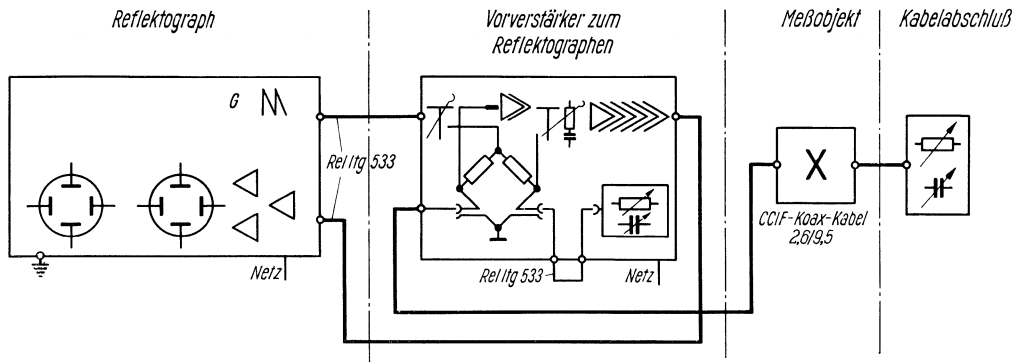 Reflektograph
Vorverstärker zum
Reflektographen
Meßobjekt
Kabelabschluß
G
Rel ltg 533
X
CCIF-Koax-Kabel
2,6/9,5
Netz
Rel ltg 533
Netz